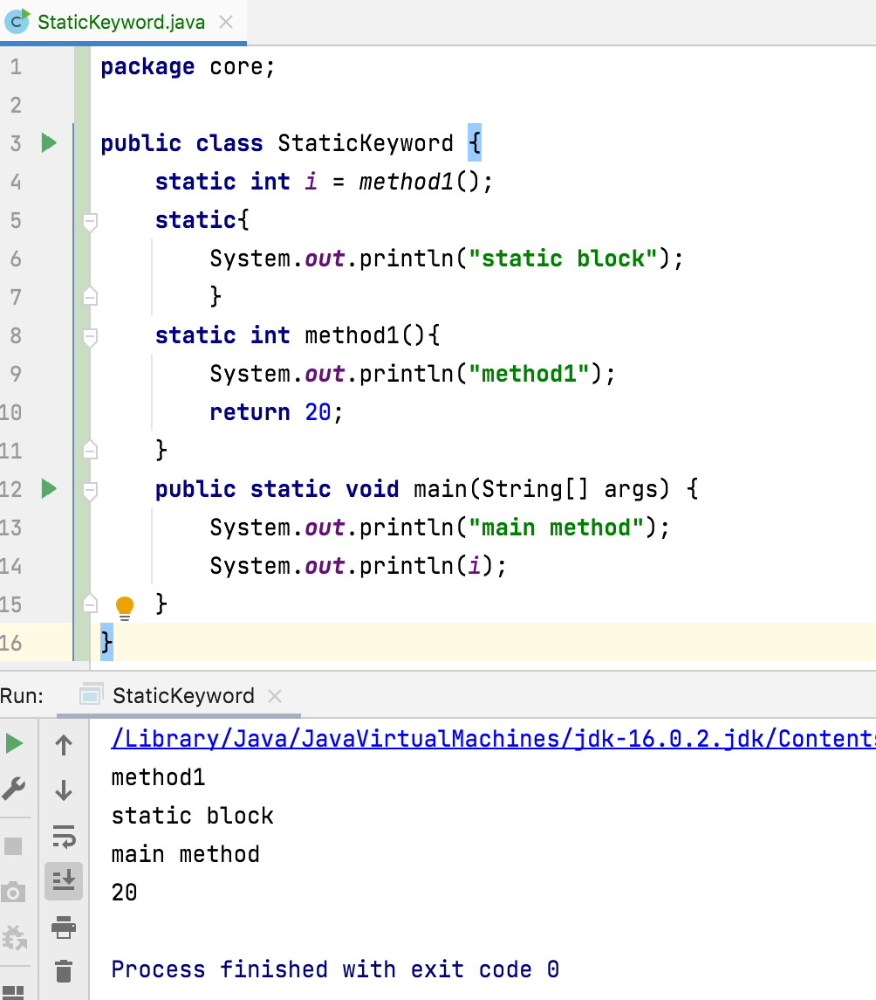 StaticKeyword.java
1 package core;
2
3 public class StaticKeyword {
4 static int i = method1();
5 static{
6 System.out.println("static block");
7 }
8 static int method1(){
9 System.out.println("method1");
10 return 20;
11 }
12 public static void main(String[] args) {
13 System.out.println("main method");
14 System.out.println(i);
15 }
16 }
Run: StaticKeyword
/Library/Java/JavaVirtualMachines/jdk-16.0.2.jdk/Contents
method1
static block
main method
20
Process finished with exit code 0